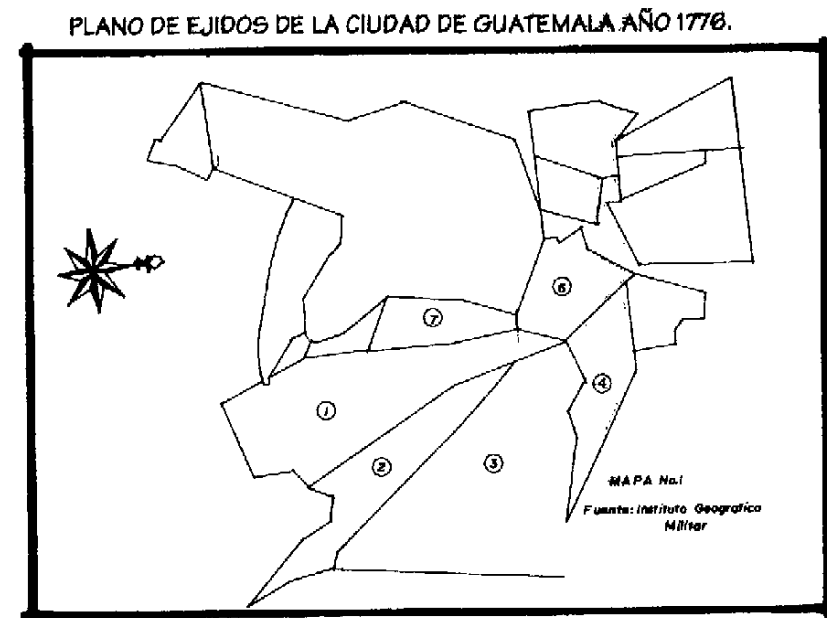 PLANO DE EJIDOS DE LA CIUDAD DE GUATEMALA AÑO 1776.
N
6
7
4
1
2
3
MAPA No.1
Fuente: Instituto Geografico
Militar